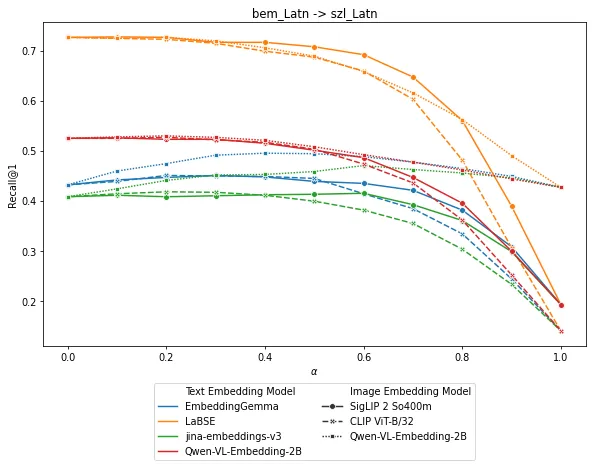 bem_Latn -> szl_Latn
Recall@1
0.7
0.6
0.5
0.4
0.3
0.2
0.0 0.2 0.4 0.6 0.8 1.0
α
Text Embedding Model Image Embedding Model
EmbeddingGemma SigLIP 2 So400m
LaBSE CLIP ViT-B/32
jina-embeddings-v3 Qwen-VL-Embedding-2B
Qwen-VL-Embedding-2B